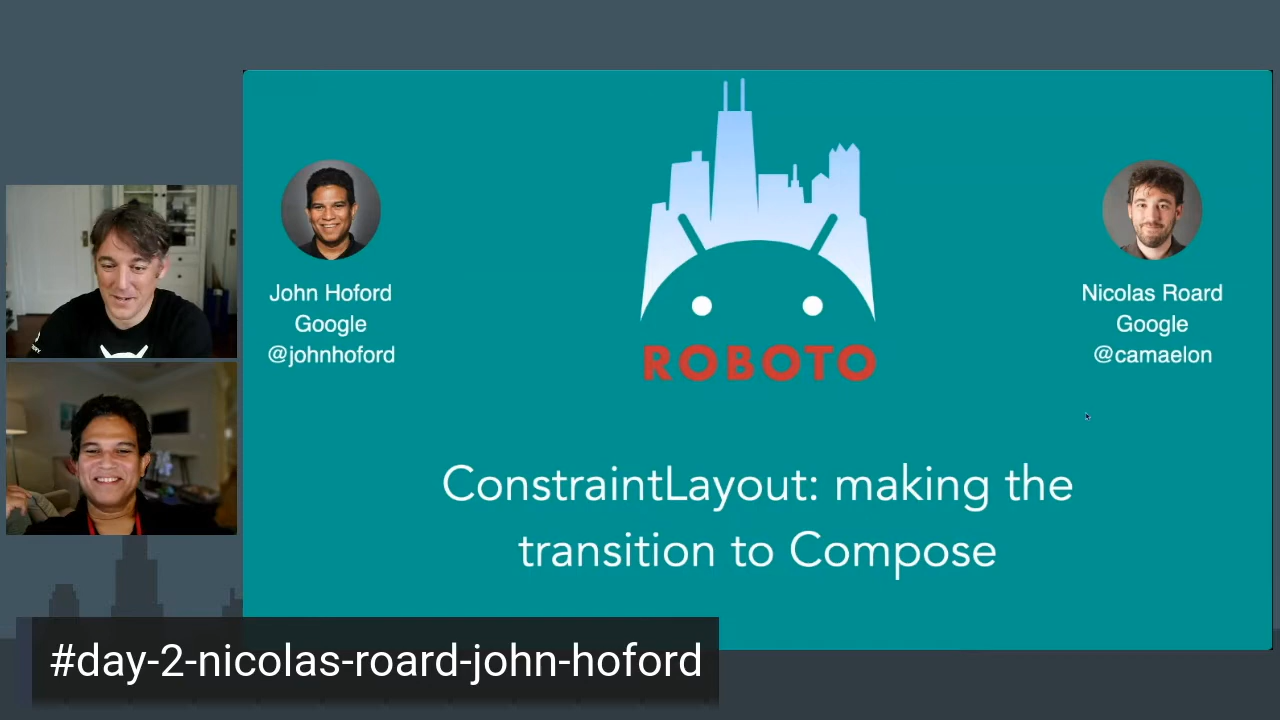 John Hoford
Google
@johnhoford
ROBOTO
Nicolas Roard
Google
@camaelon
ConstraintLayout: making the
transition to Compose
#day-2-nicolas-roard-john-hoford